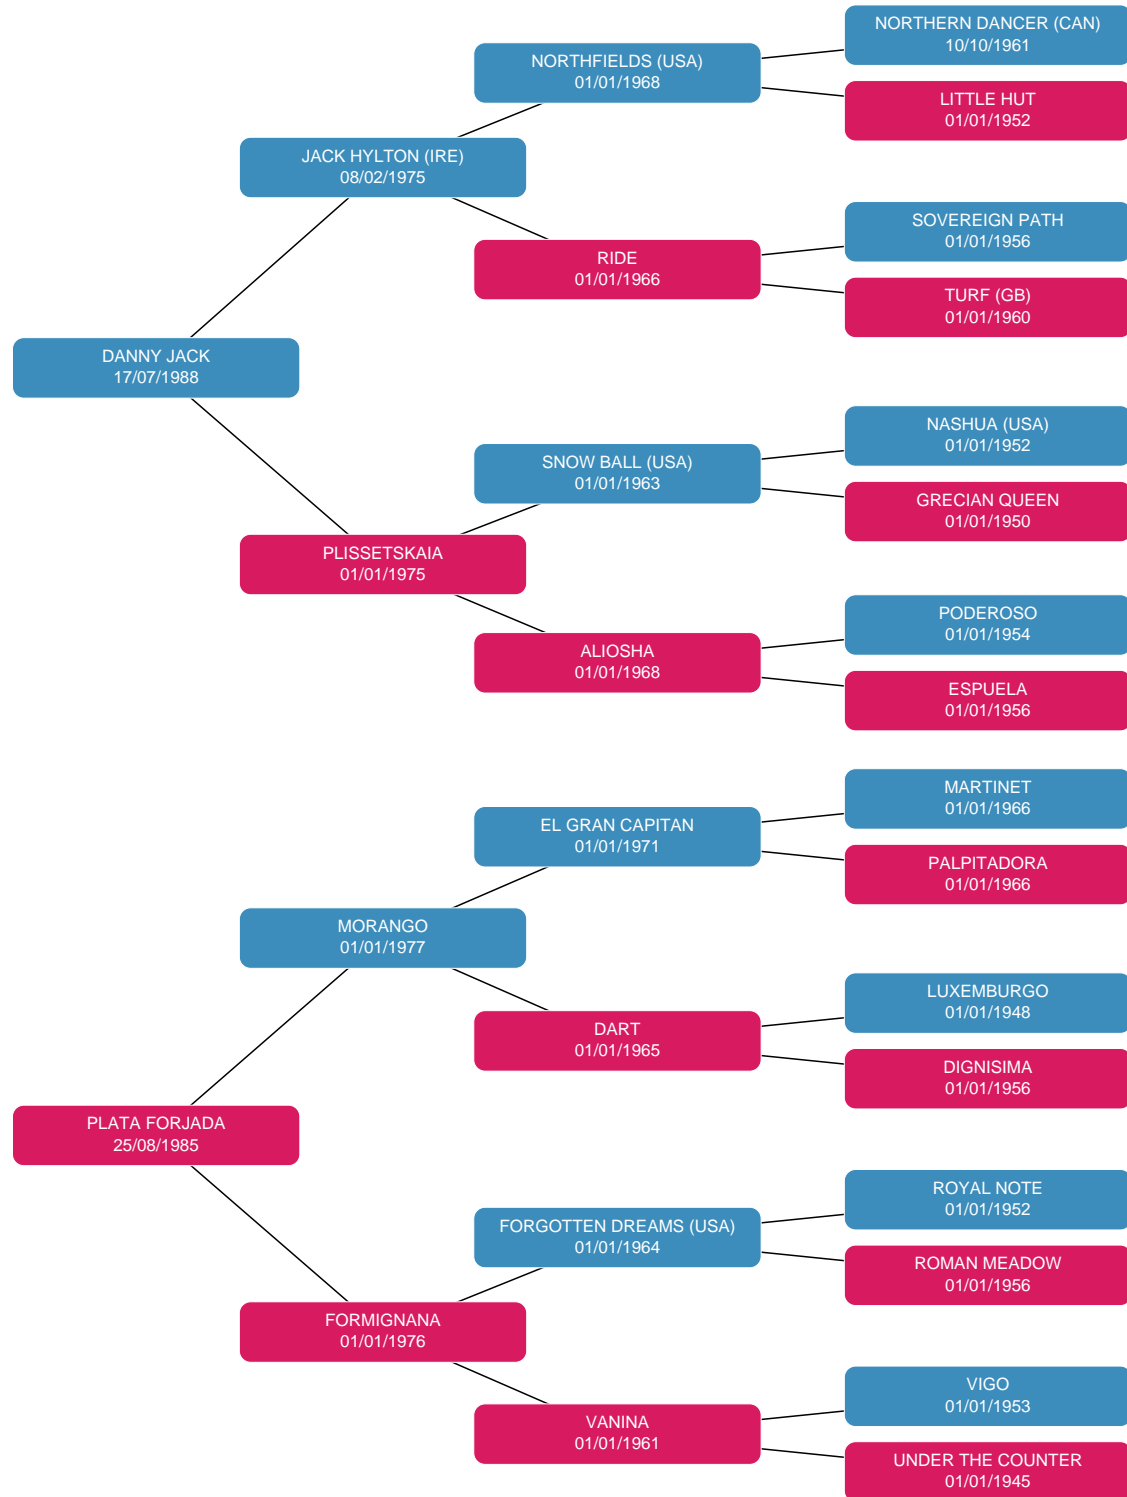 NORTHERN DANCER (CAN)
10/10/1961
NORTHFIELDS (USA)
01/01/1968
LITTLE HUT
01/01/1952
JACK HYLTON (IRE)
08/02/1975
SOVEREIGN PATH
01/01/1956
RIDE
01/01/1966
TURF (GB)
01/01/1960
DANNY JACK
17/07/1988
NASHUA (USA)
01/01/1952
SNOW BALL (USA)
01/01/1963
GRECIAN QUEEN
01/01/1950
PLISSETSKAIA
01/01/1975
PODEROSO
01/01/1954
ALIOSHA
01/01/1968
ESPUELA
01/01/1956
MARTINET
01/01/1966
EL GRAN CAPITAN
01/01/1971
PALPITADORA
01/01/1966
MORANGO
01/01/1977
LUXEMBURGO
01/01/1948
DART
01/01/1965
DIGNISIMA
01/01/1956
PLATA FORJADA
25/08/1985
ROYAL NOTE
01/01/1952
FORGOTTEN DREAMS (USA)
01/01/1964
ROMAN MEADOW
01/01/1956
FORMIGNANA
01/01/1976
VIGO
01/01/1953
VANINA
01/01/1961
UNDER THE COUNTER
01/01/1945